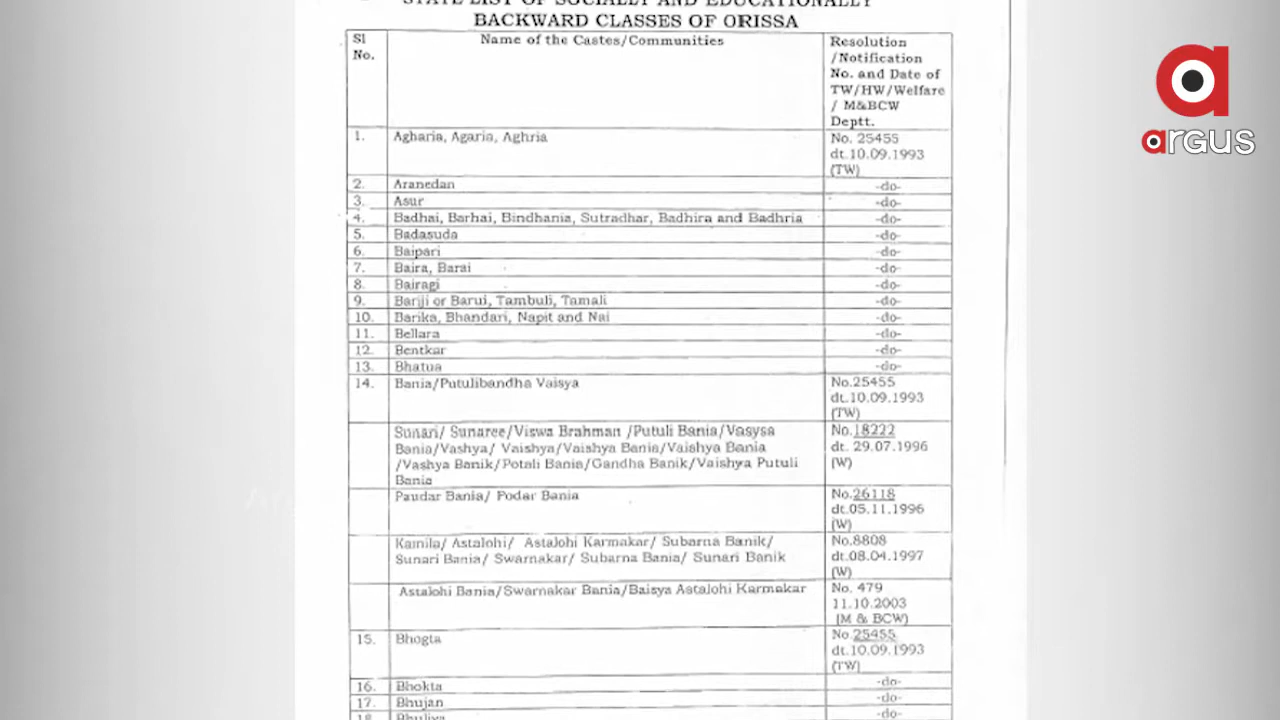 STATE LIST OF SOCIALLY AND EDUCATIONALLY
BACKWARD CLASSES OF ORISSA
Sl No. Name of the Castes/Communities Resolution /Notification No. and Date of TW/HW/Welfare / M&BCW Deptt.
1. Agharia, Agaria, Aghria No. 25455 dt.10.09.1993 (TW)
2. Aranedan -do-
3. Asur -do-
4. Badhai, Barhai, Bindhania, Sutradhar, Badhira and Badhria -do-
5. Badasuda -do-
6. Baipari -do-
7. Baira, Barai -do-
8. Bairagi -do-
9. Bariji or Barui, Tambuli, Tamali -do-
10. Barika, Bhandari, Napit and Nai -do-
11. Bellara -do-
12. Bentkar -do-
13. Bhatua -do-
14. Bania/Putulibandha Vaisya No.25455 dt.10.09.1993 (TW)
Sunari/ Sunaree/Viswa Brahman /Putuli Bania/Vasysa No.18222
Bania/Vashya/ Vaishya/Vaishya Bania/Vaishya Bania dt. 29.07.1996
/Vashya Banik/Potali Bania/Gandha Banik/Vaishya Putuli (W)
Bania
Paudar Bania/ Podar Bania No.26118 dt.05.11.1996 (W)
Kamila/ Astalohi/ Astalohi Karmakar/ Subarna Banik/ No.8808
Sunari Bania/ Swarnakar/ Subarna Bania/ Sunari Banik dt.08.04.1997
(W)
Astalohi Bania/Swarnakar Bania/Baisya Astalohi Karmakar No. 479 11.10.2003 (M & BCW)
15. Bhogta No.25455 dt.10.09.1993 (TW)
16. Bhokta -do-
17. Bhujan -do-
18. Bhuliya -do-
a
argus